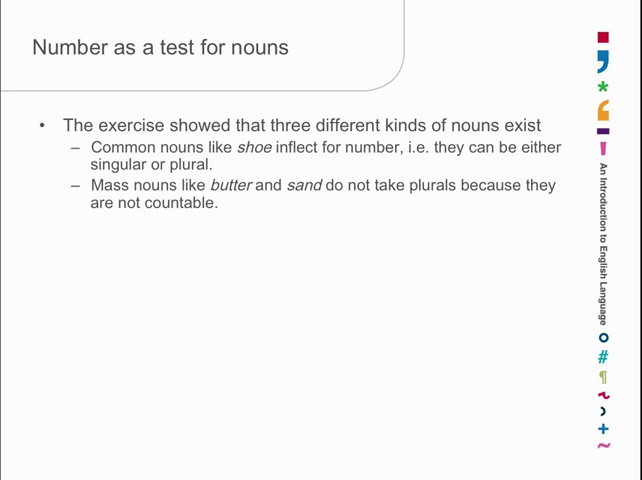 Number as a test for nouns
• The exercise showed that three different kinds of nouns exist
– Common nouns like shoe inflect for number, i.e. they can be either
singular or plural.
– Mass nouns like butter and sand do not take plurals because they
are not countable.
An Introduction to English Language